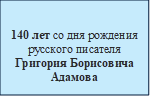 140 лет со дня рождения
русского писателя
Григория Борисовича
Адамова